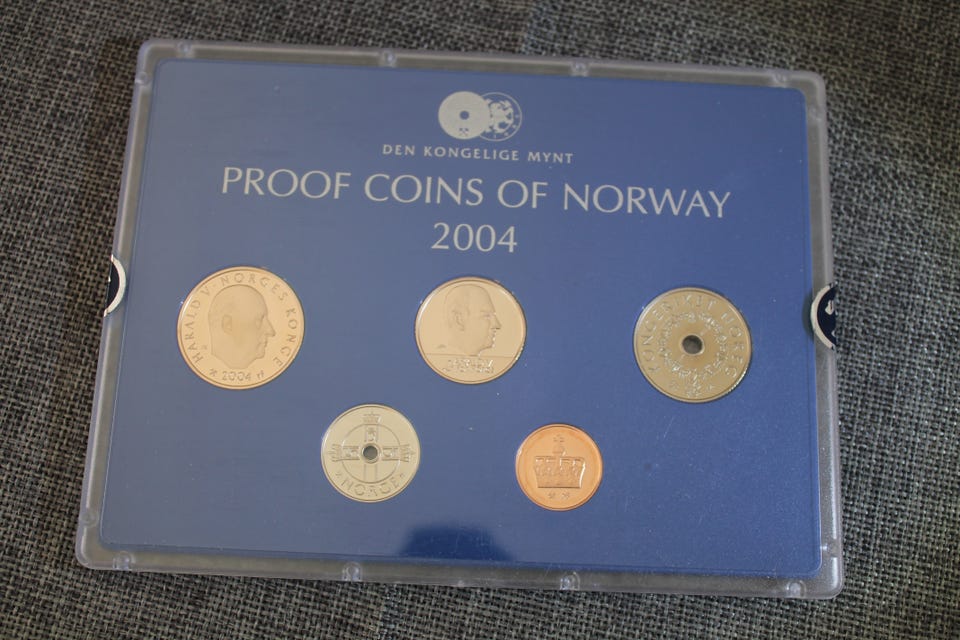 DEN KONGELIGE MYNT
PROOF COINS OF NORWAY
2004
HARALD V · NORGES KONGE
2004
KONGERIKET NORGE
NORGE